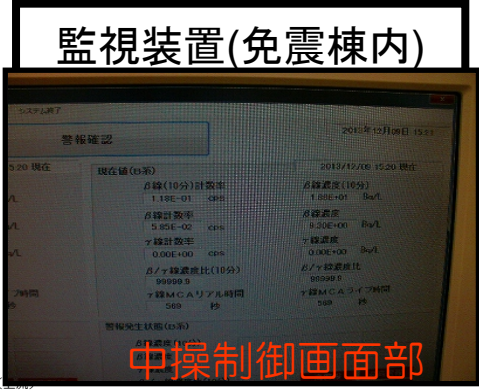 監視装置(免震棟内)
システム終了
警報確認
2013年12月09日 15:23
5:20 現在
現在値(B系)
2013/12/09 15:20 現在
β線(10分)計数率
β線濃度(10分)
1.18E-01 cps
1.88E+01 Bq/L
β線計数率
β線濃度
5.85E-02 cps
9.30E+00 Bq/L
γ線計数率
γ線濃度
0.00E+00 cps
0.00E+00 Bq/L
β/γ線濃度比(10分)
β/γ線濃度比
99999.9
99999.9
γ線MCAリアル時間
γ線MCAライブ時間
569 秒
569 秒
警報発生状態(B系)
中操制御画面部